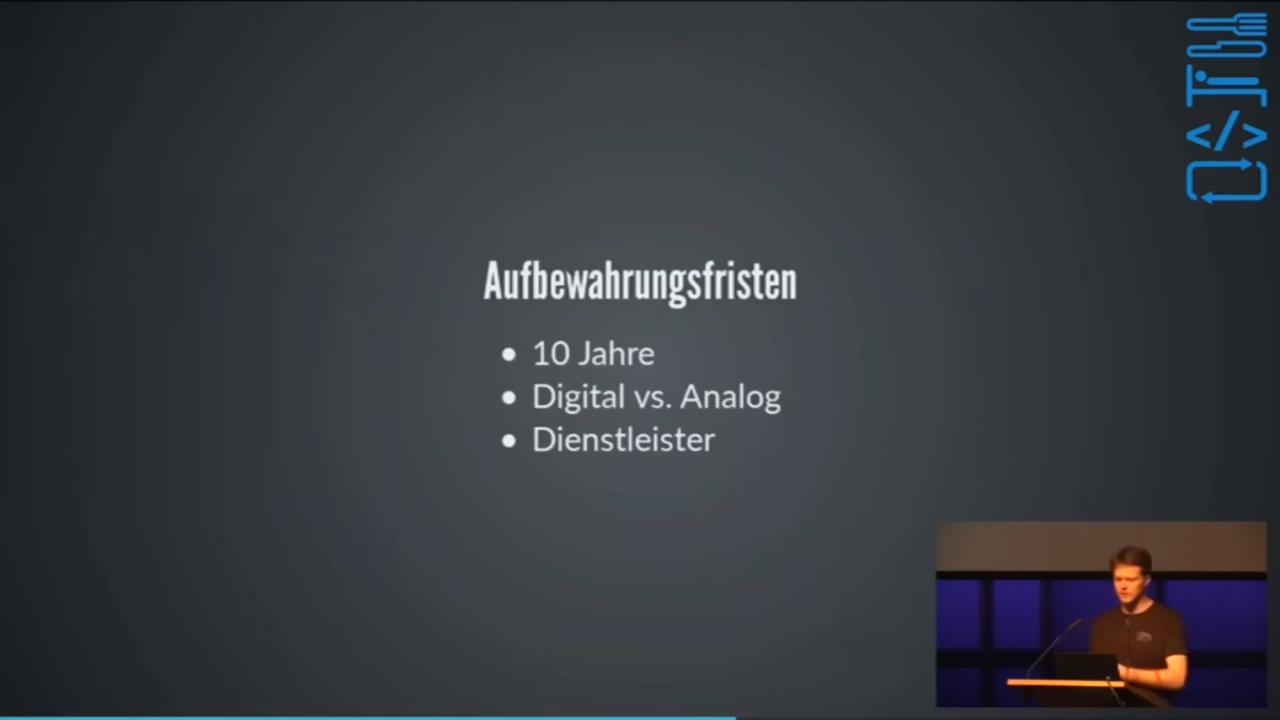 Aufbewahrungsfristen
10 Jahre
Digital vs. Analog
Dienstleister